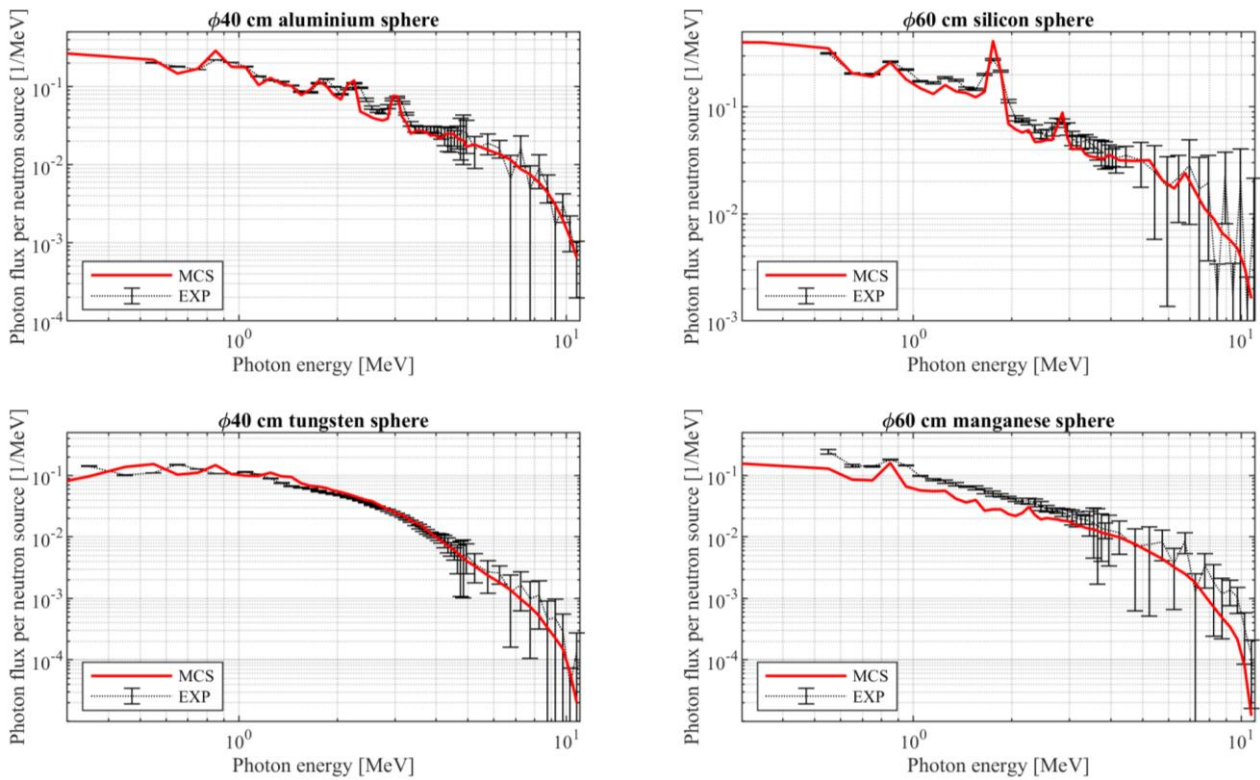 ϕ40 cm aluminium sphere
Photon flux per neutron source [1/MeV]
10^-1
10^-2
10^-3
10^-4
MCS
EXP
10^0
10^1
Photon energy [MeV]
ϕ60 cm silicon sphere
Photon flux per neutron source [1/MeV]
10^-1
10^-2
10^-3
MCS
EXP
10^0
10^1
Photon energy [MeV]
ϕ40 cm tungsten sphere
Photon flux per neutron source [1/MeV]
10^-1
10^-2
10^-3
10^-4
MCS
EXP
10^0
10^1
Photon energy [MeV]
ϕ60 cm manganese sphere
Photon flux per neutron source [1/MeV]
10^-1
10^-2
10^-3
10^-4
MCS
EXP
10^0
10^1
Photon energy [MeV]